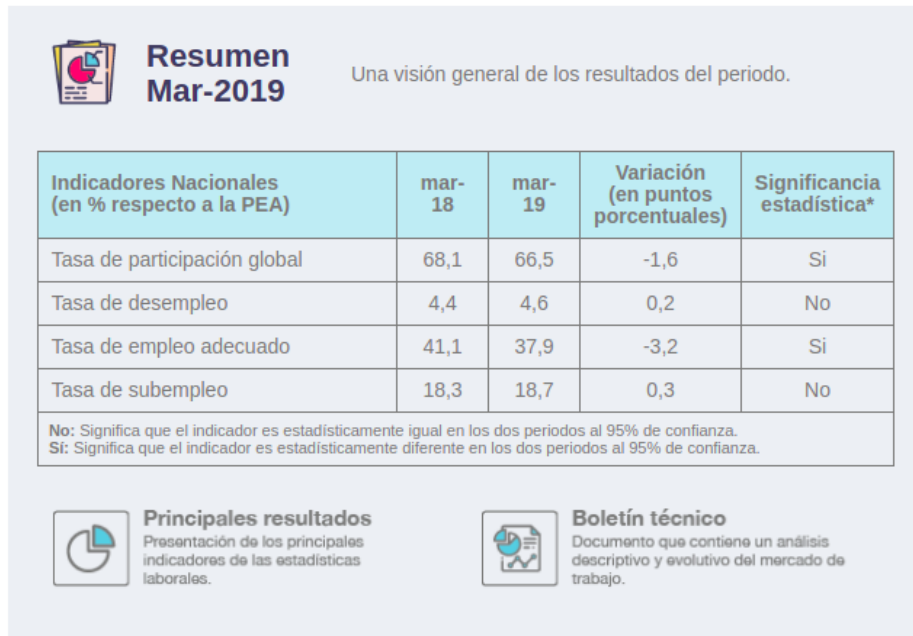 Resumen
Mar-2019
Una visión general de los resultados del periodo.
Indicadores Nacionales
(en % respecto a la PEA)
mar-
18
mar-
19
Variación
(en puntos
porcentuales)
Significancia
estadística*
Tasa de participación global 68,1 66,5 -1,6 Si
Tasa de desempleo 4,4 4,6 0,2 No
Tasa de empleo adecuado 41,1 37,9 -3,2 Si
Tasa de subempleo 18,3 18,7 0,3 No
No: Significa que el indicador es estadísticamente igual en los dos periodos al 95% de confianza.
Sí: Significa que el indicador es estadísticamente diferente en los dos periodos al 95% de confianza.
Principales resultados
Presentación de los principales
indicadores de las estadísticas
laborales.
Boletín técnico
Documento que contiene un análisis
descriptivo y evolutivo del mercado de
trabajo.